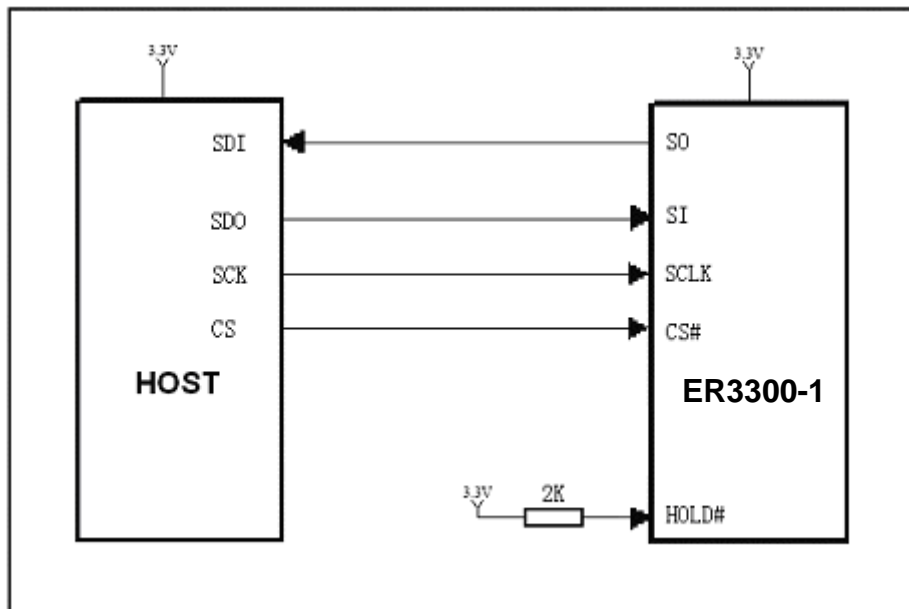 3.3V
3.3V
SDI
SO
SDO
SI
SCK
SCLK
CS
CS#
HOST
ER3300-1
3.3V
2K
HOLD#